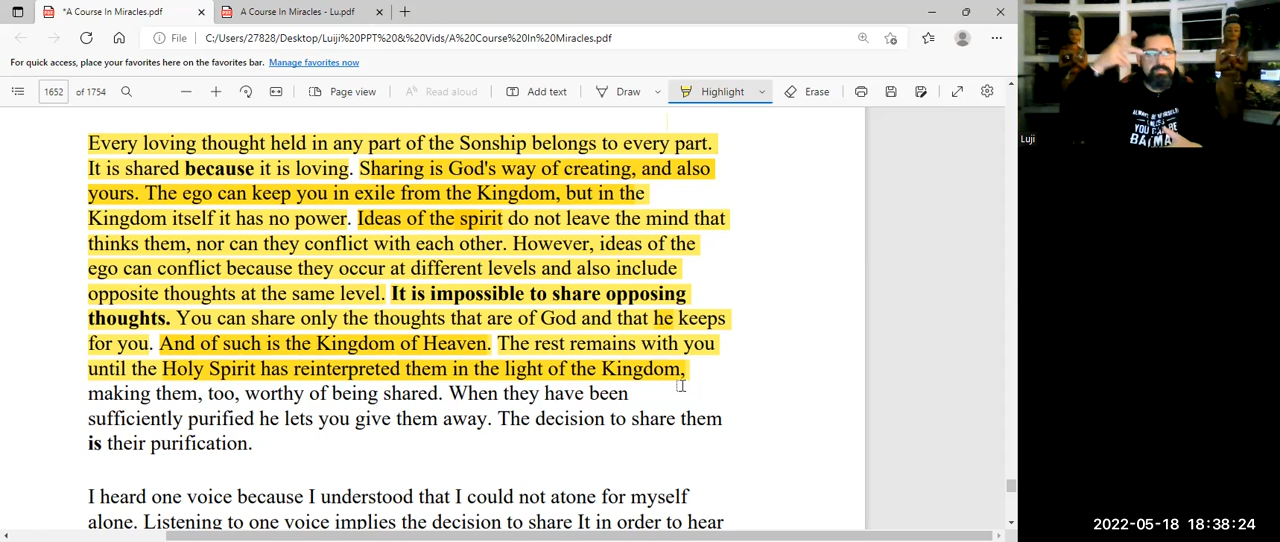 *A Course In Miracles.pdf
A Course In Miracles - Lu.pdf
File
C:/Users/27828/Desktop/Luiji%20PPT%20&%20Vids/A%20Course%20In%20Miracles.pdf
For quick access, place your favorites here on the favorites bar. Manage favorites now
1652 of 1754
Page view
Read aloud
Add text
Draw
Highlight
Erase
Every loving thought held in any part of the Sonship belongs to every part.
It is shared because it is loving. Sharing is God's way of creating, and also
yours. The ego can keep you in exile from the Kingdom, but in the
Kingdom itself it has no power. Ideas of the spirit do not leave the mind that
thinks them, nor can they conflict with each other. However, ideas of the
ego can conflict because they occur at different levels and also include
opposite thoughts at the same level. It is impossible to share opposing
thoughts. You can share only the thoughts that are of God and that he keeps
for you. And of such is the Kingdom of Heaven. The rest remains with you
until the Holy Spirit has reinterpreted them in the light of the Kingdom,
making them, too, worthy of being shared. When they have been
sufficiently purified he lets you give them away. The decision to share them
is their purification.
I heard one voice because I understood that I could not atone for myself
alone. Listening to one voice implies the decision to share It in order to hear
Luiji
YOU CAN BE
BATMAN
2022-05-18 18:38:24